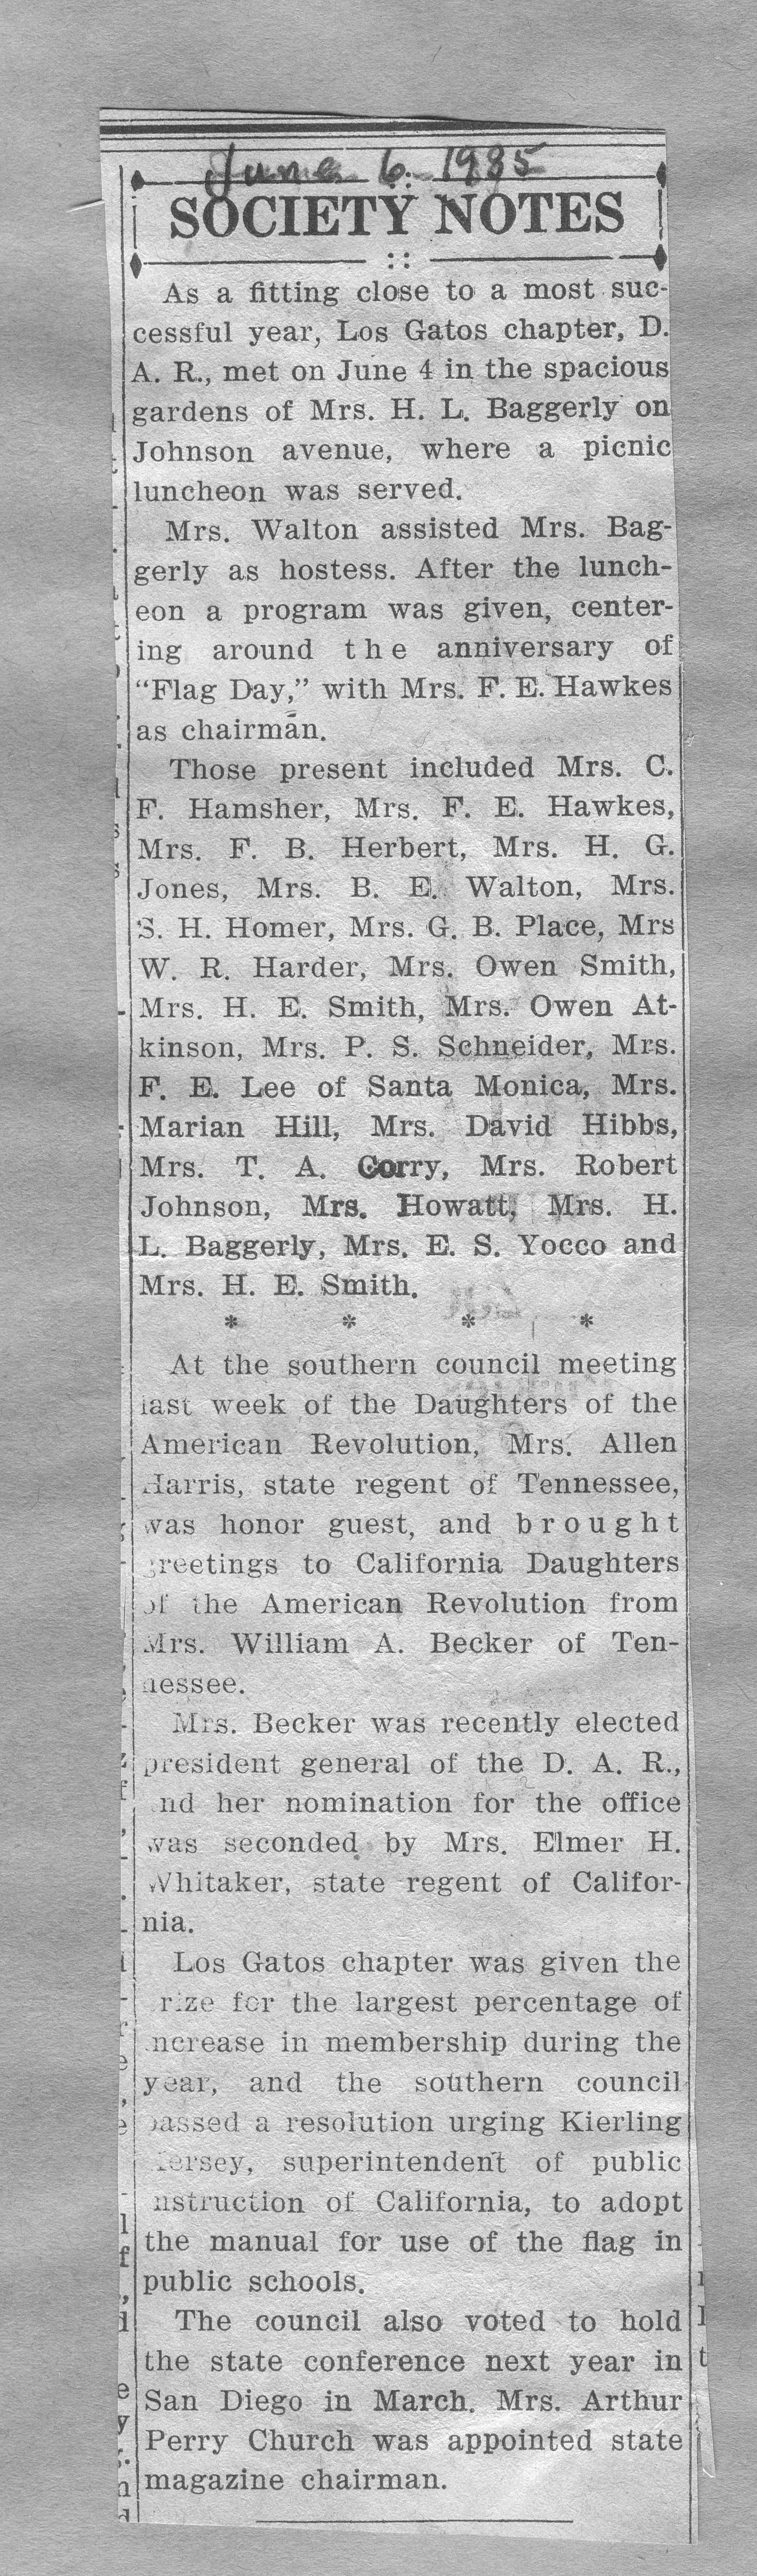 June 6. 1935
SOCIETY NOTES
As a fitting close to a most suc-
cessful year, Los Gatos chapter, D.
A. R., met on June 4 in the spacious
gardens of Mrs. H. L. Baggerly on
Johnson avenue, where a picnic
luncheon was served.
Mrs. Walton assisted Mrs. Bag-
gerly as hostess. After the lunch-
eon a program was given, center-
ing around the anniversary of
“Flag Day,” with Mrs. F. E. Hawkes
as chairman.
Those present included Mrs. C.
F. Hamsher, Mrs. F. E. Hawkes,
Mrs. F. B. Herbert, Mrs. H. G.
Jones, Mrs. B. E. Walton, Mrs.
S. H. Homer, Mrs. G. B. Place, Mrs
W. R. Harder, Mrs. Owen Smith,
Mrs. H. E. Smith, Mrs. Owen At-
kinson, Mrs. P. S. Schneider, Mrs.
F. E. Lee of Santa Monica, Mrs.
Marian Hill, Mrs. David Hibbs,
Mrs. T. A. Corry, Mrs. Robert
Johnson, Mrs. Howatt, Mrs. H.
L. Baggerly, Mrs. E. S. Yocco and
Mrs. H. E. Smith.
* * * *
At the southern council meeting
last week of the Daughters of the
American Revolution, Mrs. Allen
Harris, state regent of Tennessee,
was honor guest, and brought
greetings to California Daughters
of the American Revolution from
Mrs. William A. Becker of Ten-
nessee.
Mrs. Becker was recently elected
president general of the D. A. R.,
and her nomination for the office
was seconded by Mrs. Elmer H.
Whitaker, state regent of Califor-
nia.
Los Gatos chapter was given the
prize for the largest percentage of
increase in membership during the
year, and the southern council
passed a resolution urging Kierling
Kersey, superintendent of public
instruction of California, to adopt
the manual for use of the flag in
public schools.
The council also voted to hold
the state conference next year in
San Diego in March. Mrs. Arthur
Perry Church was appointed state
magazine chairman.